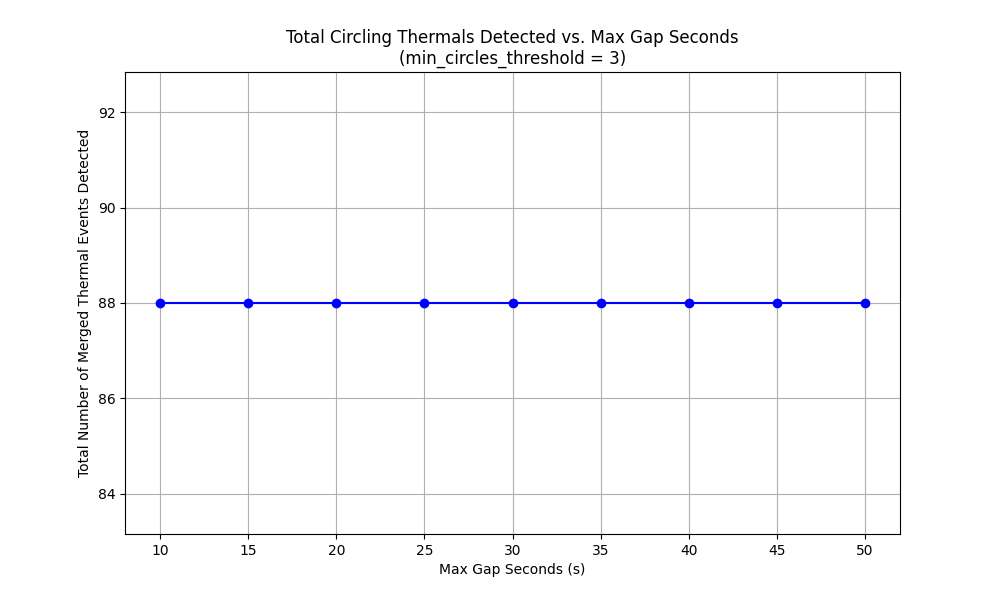 Total Circling Thermals Detected vs. Max Gap Seconds
(min_circles_threshold = 3)
Total Number of Merged Thermal Events Detected
92
90
88
86
84
10 15 20 25 30 35 40 45 50
Max Gap Seconds (s)